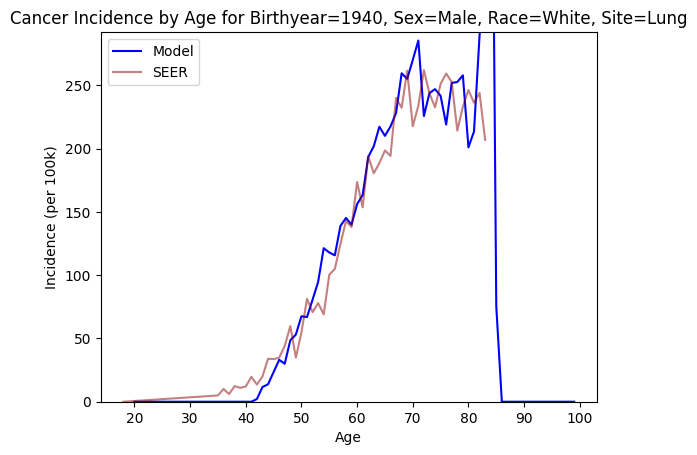 Cancer Incidence by Age for Birthyear=1940, Sex=Male, Race=White, Site=Lung
Model
SEER
250
200
150
100
50
0
Incidence (per 100k)
20 30 40 50 60 70 80 90 100
Age